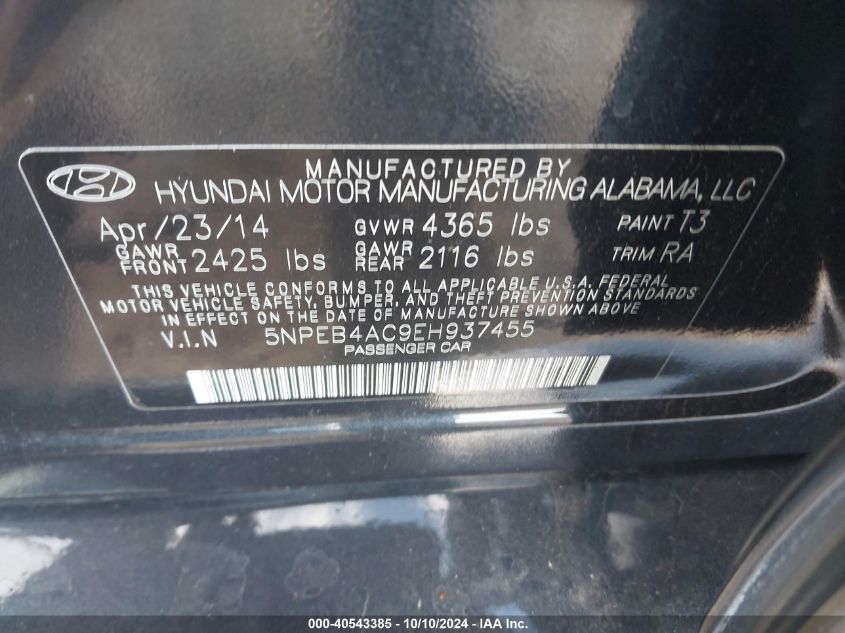 MANUFACTURED BY
HYUNDAI MOTOR MANUFACTURING ALABAMA, LLC
Apr/23/14 GVWR 4365 lbs PAINT T3
GAWR FRONT 2425 lbs GAWR REAR 2116 lbs TRIM RA
THIS VEHICLE CONFORMS TO ALL APPLICABLE U.S.A. FEDERAL
MOTOR VEHICLE SAFETY, BUMPER, AND THEFT PREVENTION STANDARDS
IN EFFECT ON THE DATE OF MANUFACTURE SHOWN ABOVE
V.I.N 5NPEB4AC9EH937455
PASSENGER CAR
000-40543385 - 10/10/2024 - IAA Inc.